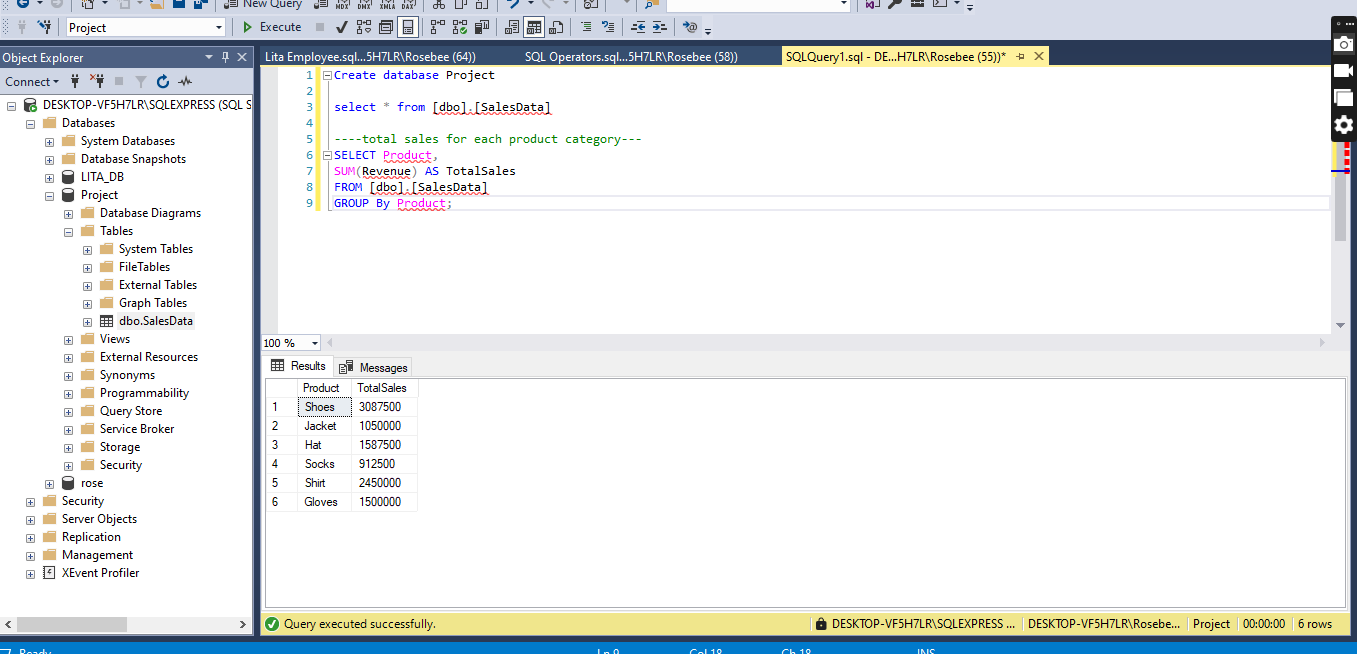 New Query
MDX DMX XMLA DAX
Project Execute
Object Explorer
Connect
DESKTOP-VF5H7LR\SQLEXPRESS (SQL S
Databases
System Databases
Database Snapshots
LITA_DB
Project
Database Diagrams
Tables
System Tables
FileTables
External Tables
Graph Tables
dbo.SalesData
Views
External Resources
Synonyms
Programmability
Query Store
Service Broker
Storage
Security
rose
Security
Server Objects
Replication
Management
XEvent Profiler
Lita Employee.sql...5H7LR\Rosebee (64)) SQL Operators.sql...5H7LR\Rosebee (58)) SQLQuery1.sql - DE...H7LR\Rosebee (55))*
1 Create database Project
2
3 select * from [dbo].[SalesData]
4
5 ----total sales for each product category---
6 SELECT Product,
7 SUM(Revenue) AS TotalSales
8 FROM [dbo].[SalesData]
9 GROUP By Product;
100 %
Results Messages
Product TotalSales
1 Shoes 3087500
2 Jacket 1050000
3 Hat 1587500
4 Socks 912500
5 Shirt 2450000
6 Gloves 1500000
Query executed successfully. DESKTOP-VF5H7LR\SQLEXPRESS ... DESKTOP-VF5H7LR\Rosebe... Project 00:00:00 6 rows
Ready Ln 9 Col 18 Ch 18 INS